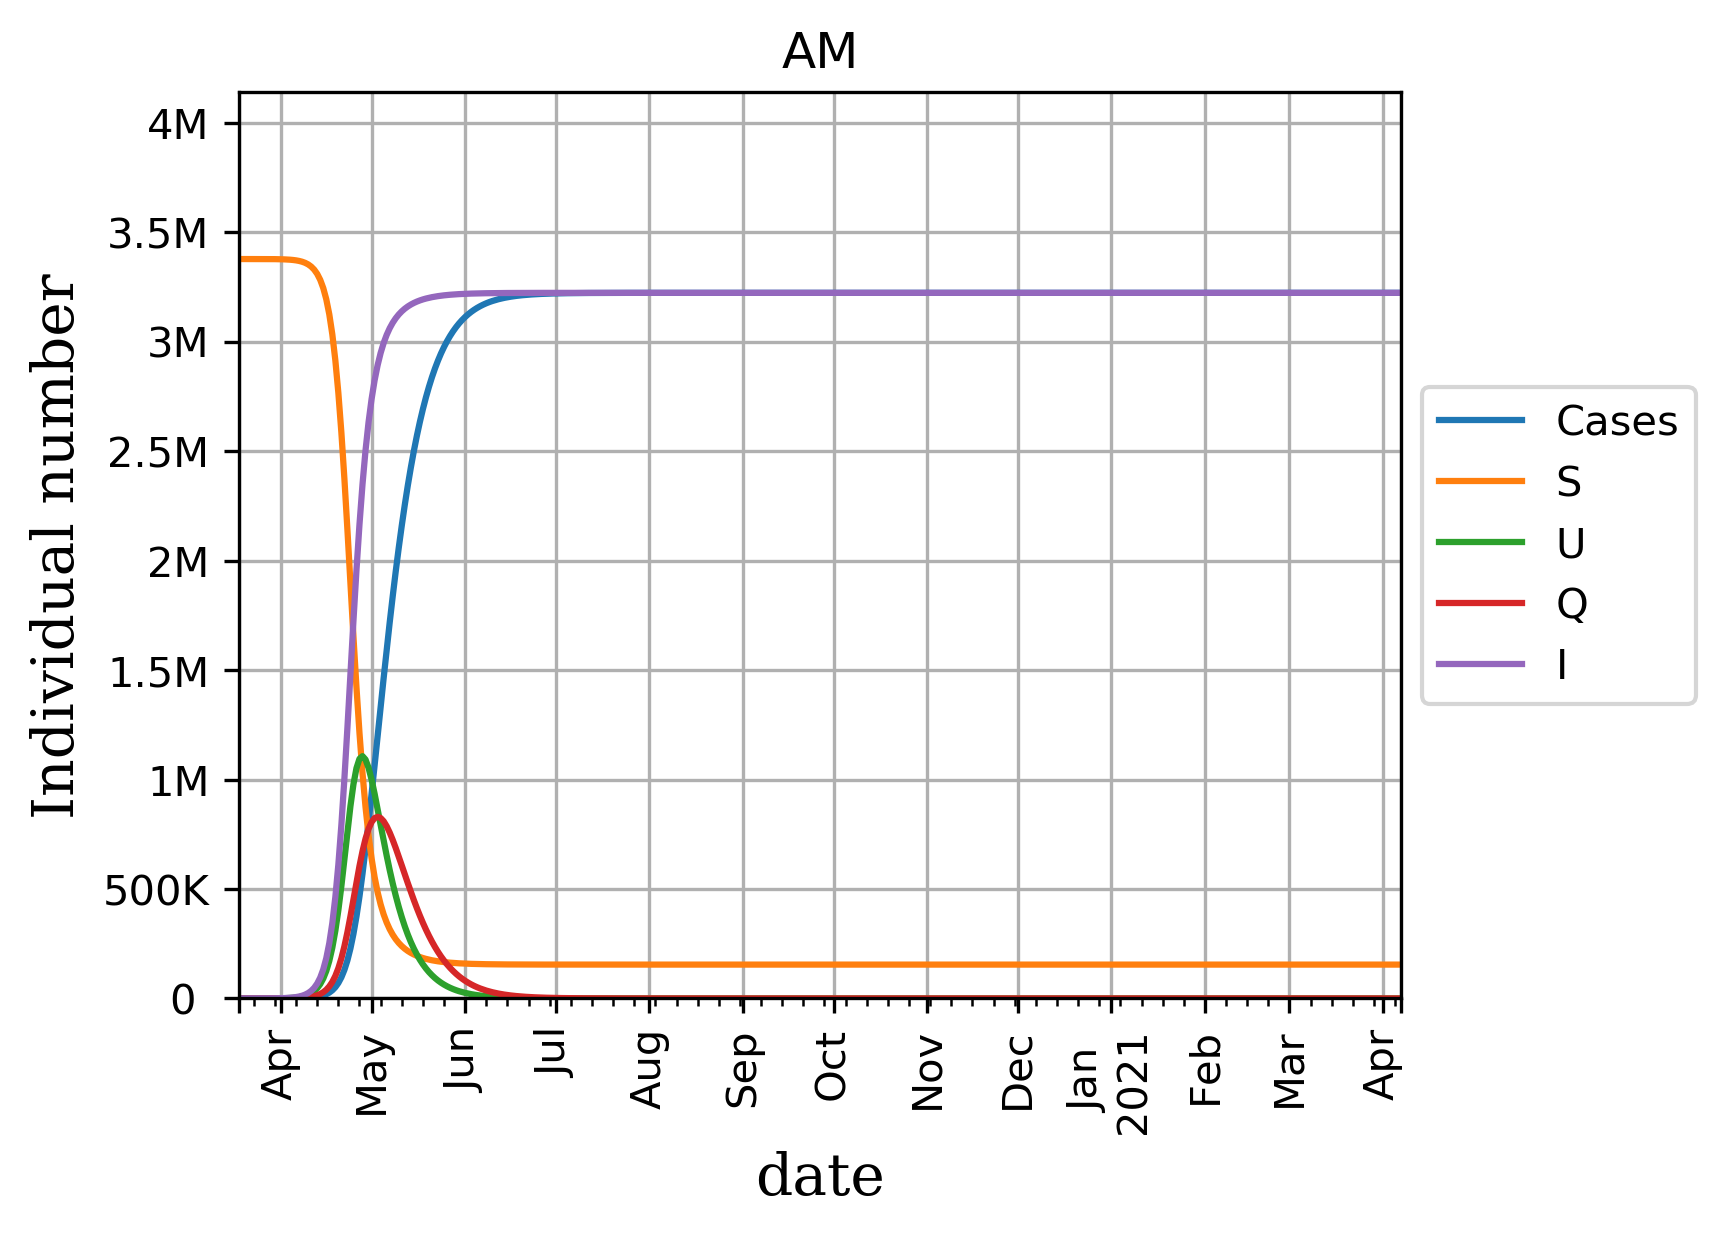 AM
4M
3.5M
3M
2.5M
2M
1.5M
1M
500K
0
Individual number
Apr
May
Jun
Jul
Aug
Sep
Oct
Nov
Dec
Jan
2021
Feb
Mar
Apr
date
Cases
S
U
Q
I